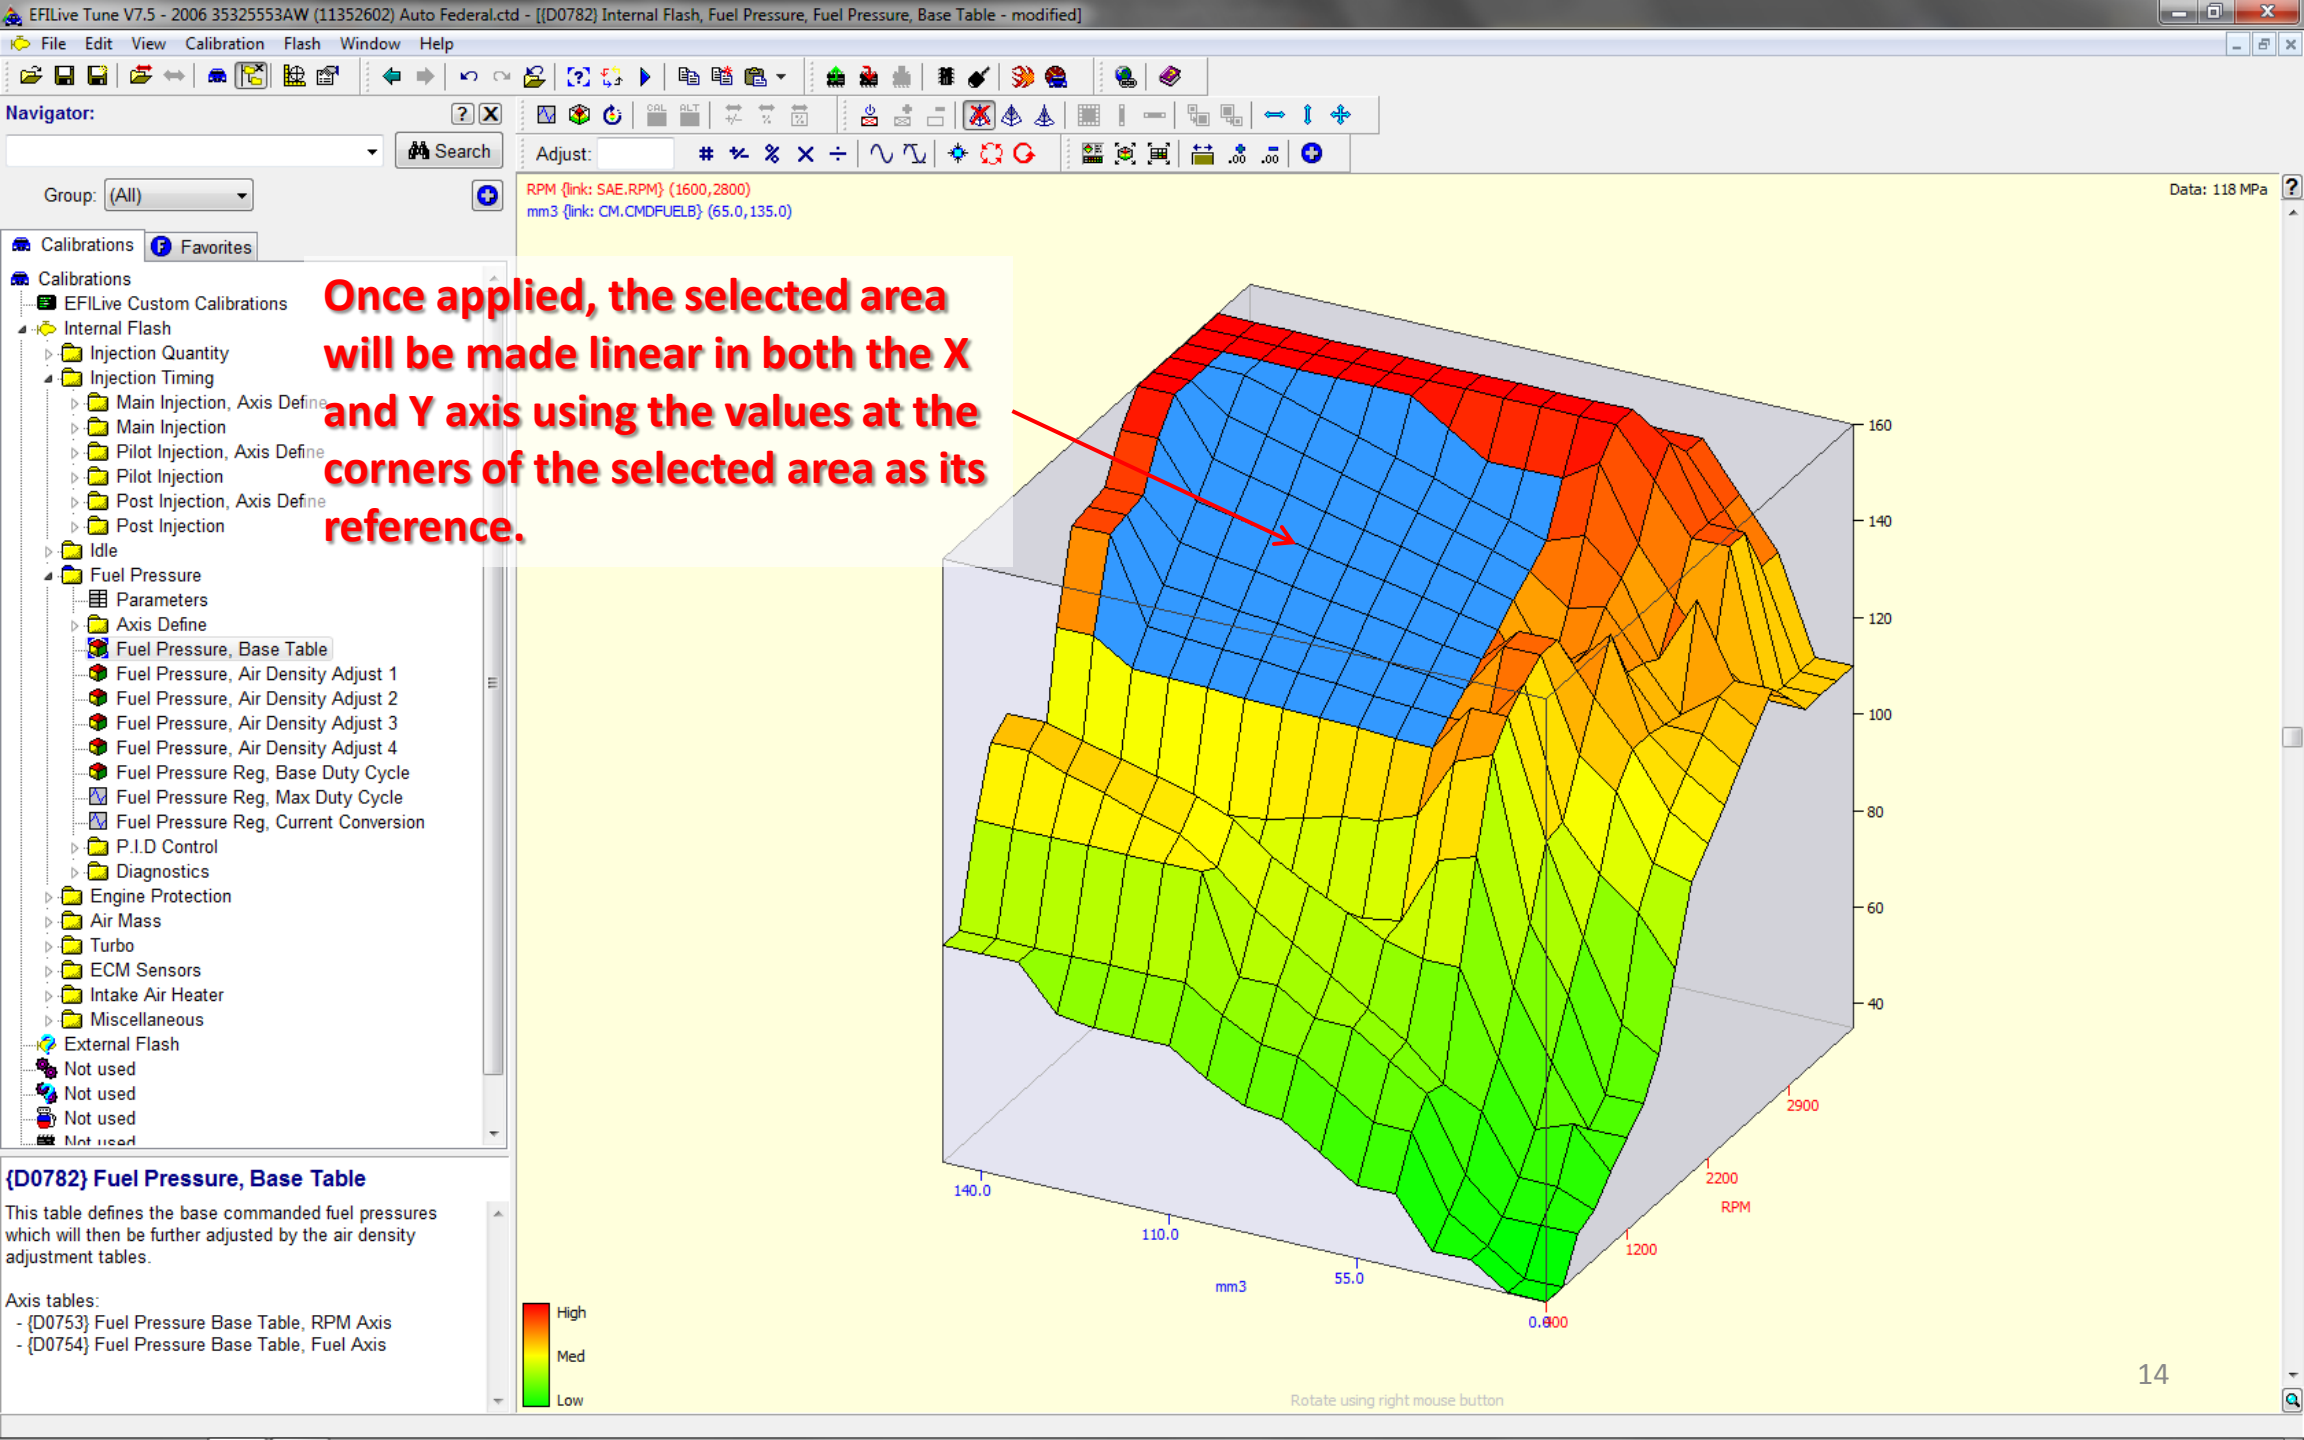 EFILive Tune V7.5 - 2006 35325553AW (11352602) Auto Federal.ctd - [{D0782} Internal Flash, Fuel Pressure, Fuel Pressure, Base Table - modified]
File Edit View Calibration Flash Window Help
Navigator:
Search
Adjust:
Group: (All)
Calibrations Favorites
Calibrations
EFILive Custom Calibrations
Internal Flash
Injection Quantity
Injection Timing
Main Injection, Axis Define
Main Injection
Pilot Injection, Axis Define
Pilot Injection
Post Injection, Axis Define
Post Injection
Idle
Fuel Pressure
Parameters
Axis Define
Fuel Pressure, Base Table
Fuel Pressure, Air Density Adjust 1
Fuel Pressure, Air Density Adjust 2
Fuel Pressure, Air Density Adjust 3
Fuel Pressure, Air Density Adjust 4
Fuel Pressure Reg, Base Duty Cycle
Fuel Pressure Reg, Max Duty Cycle
Fuel Pressure Reg, Current Conversion
P.I.D Control
Diagnostics
Engine Protection
Air Mass
Turbo
ECM Sensors
Intake Air Heater
Miscellaneous
External Flash
Not used
Not used
Not used
Not used
{D0782} Fuel Pressure, Base Table
This table defines the base commanded fuel pressures
which will then be further adjusted by the air density
adjustment tables.
Axis tables:
- {D0753} Fuel Pressure Base Table, RPM Axis
- {D0754} Fuel Pressure Base Table, Fuel Axis
RPM {link: SAE.RPM} (1600,2800)
mm3 {link: CM.CMDFUELB} (65.0,135.0)
Data: 118 MPa
Once applied, the selected area
will be made linear in both the X
and Y axis using the values at the
corners of the selected area as its
reference.
160
140
120
100
80
60
40
2900
2200
RPM
1200
140.0
110.0
55.0
mm3
High
Med
Low
Rotate using right mouse button
14